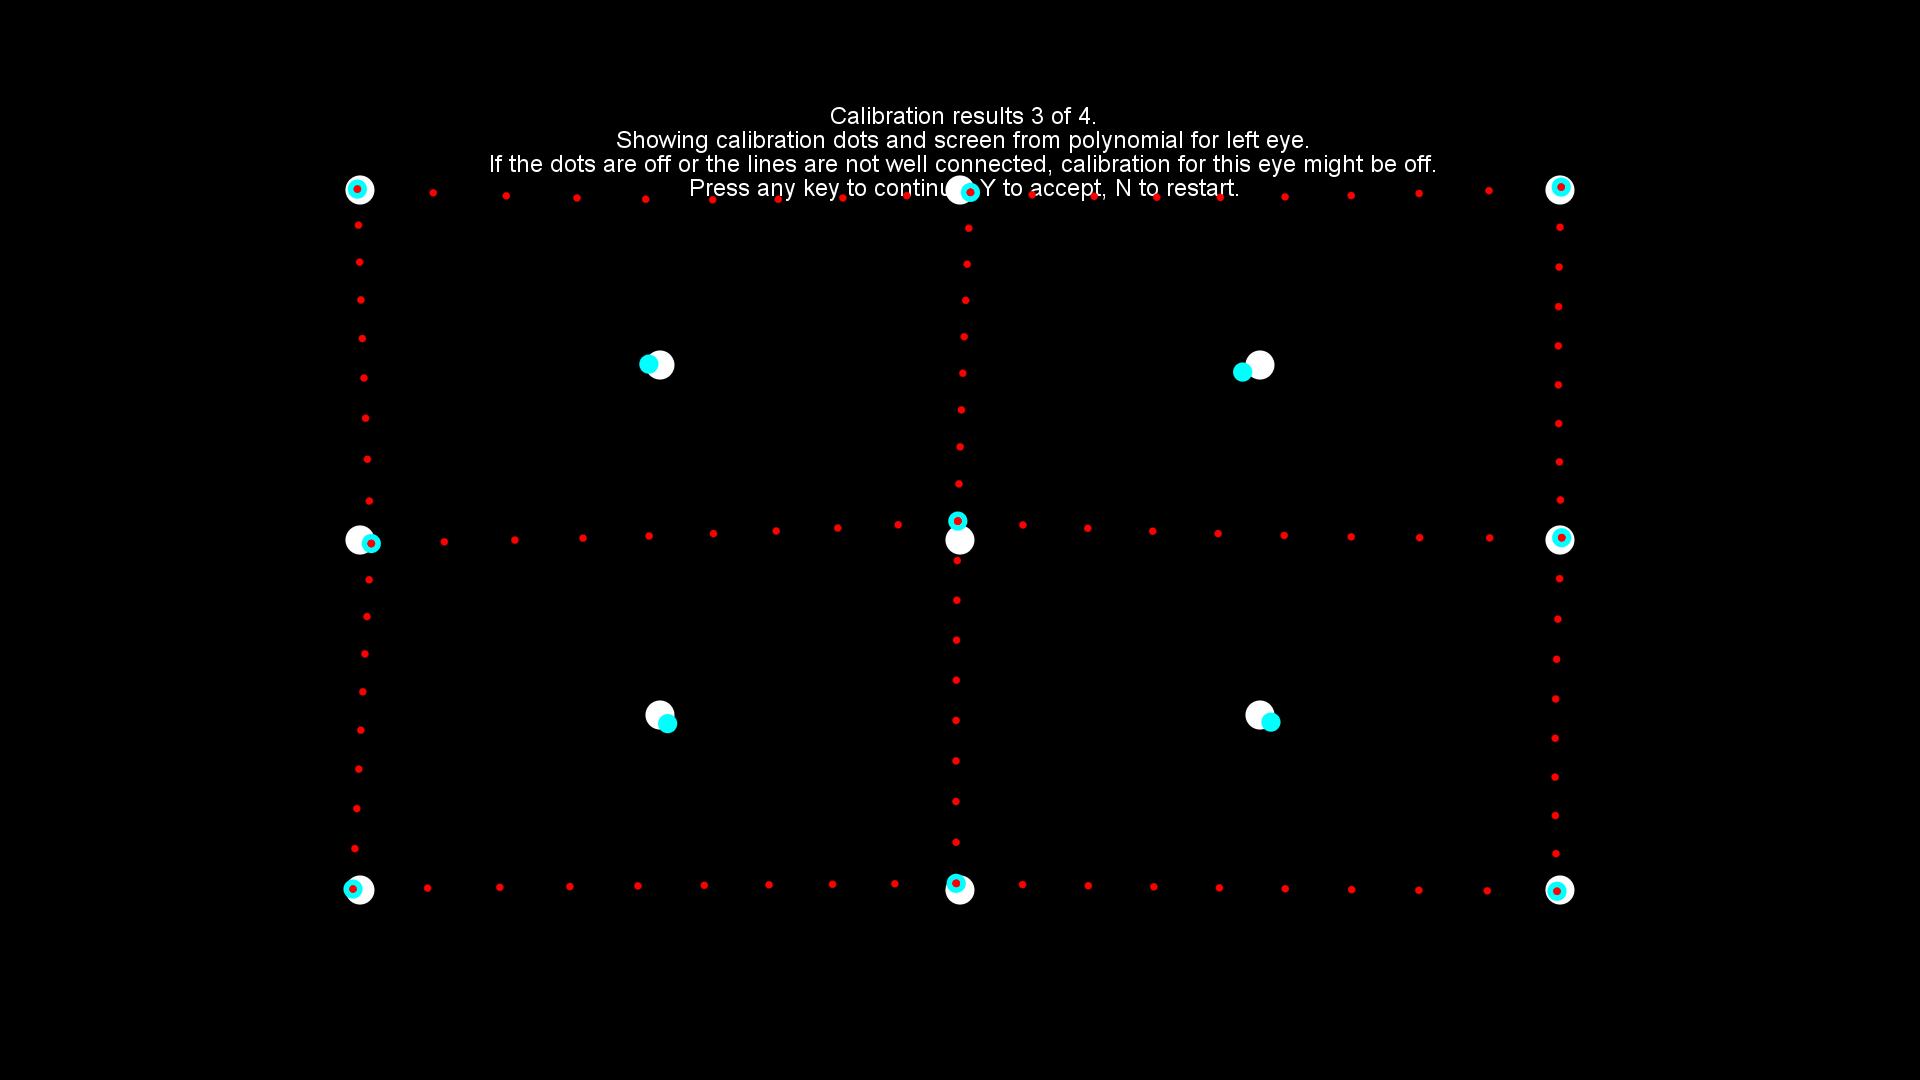 Calibration results 3 of 4.
Showing calibration dots and screen from polynomial for left eye.
If the dots are off or the lines are not well connected, calibration for this eye might be off.
Press any key to continue, Y to accept, N to restart.